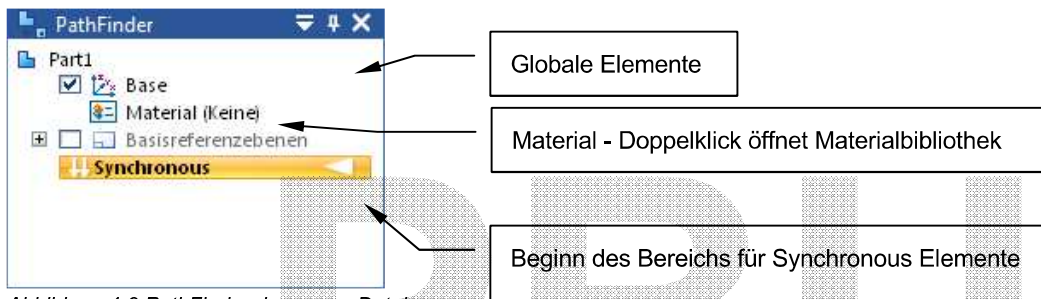 PathFinder
Part1
Base
Material (Keine)
Basisreferenzebenen
Synchronous
Globale Elemente
Material - Doppelklick öffnet Materialbibliothek
Beginn des Bereichs für Synchronous Elemente